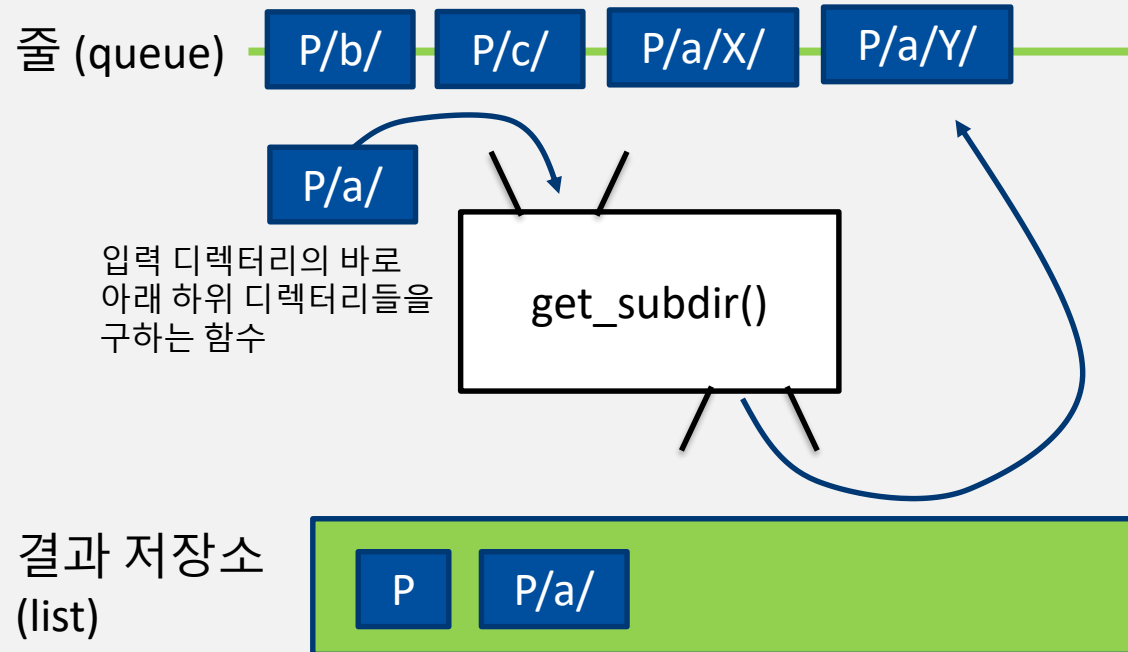 줄 (queue)
P/b/
P/c/
P/a/X/
P/a/Y/
P/a/
입력 디렉터리의 바로
아래 하위 디렉터리들을
구하는 함수
get_subdir()
결과 저장소
(list)
P
P/a/